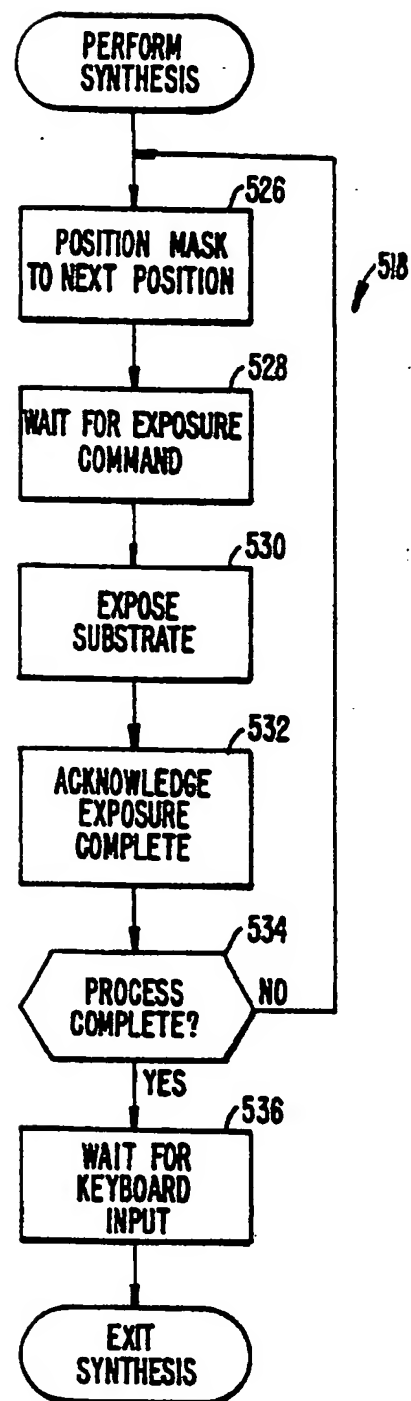 PERFORM
SYNTHESIS
526
POSITION MASK
TO NEXT POSITION
518
528
WAIT FOR EXPOSURE
COMMAND
530
EXPOSE
SUBSTRATE
532
ACKNOWLEDGE
EXPOSURE
COMPLETE
534
PROCESS
COMPLETE?
NO
YES
536
WAIT FOR
KEYBOARD
INPUT
EXIT
SYNTHESIS